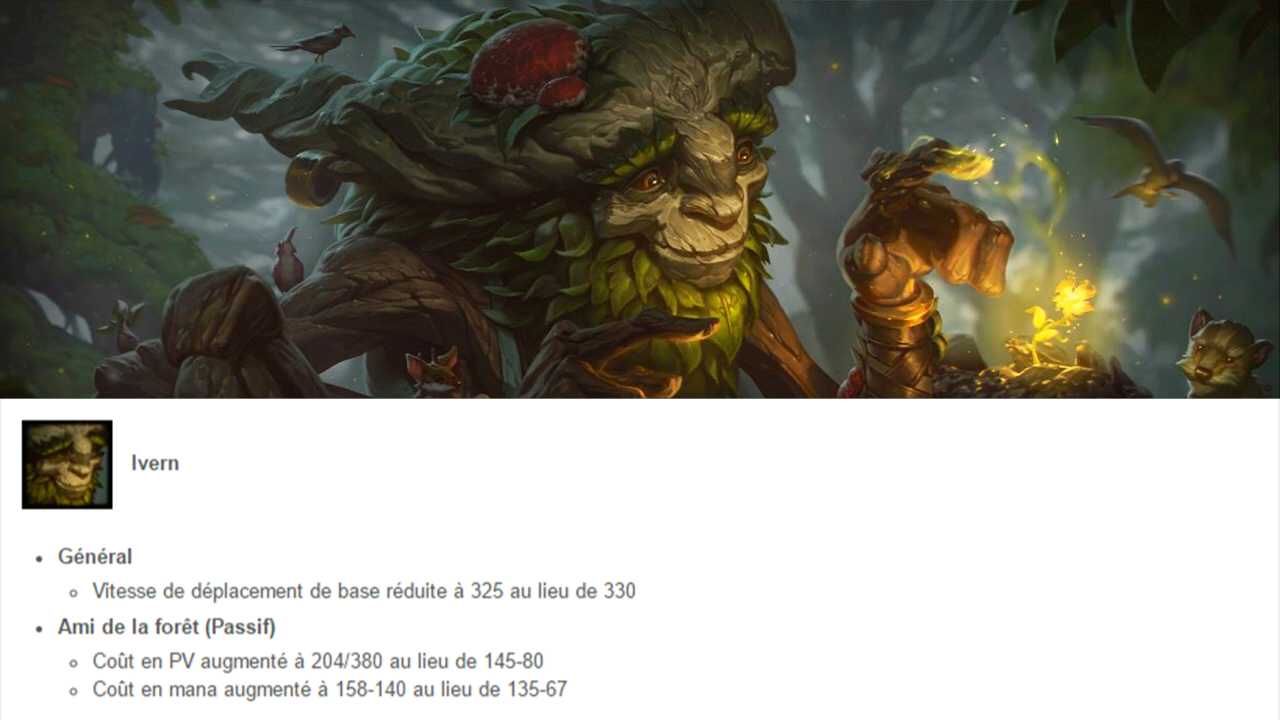 Ivern
Général
Vitesse de déplacement de base réduite à 325 au lieu de 330
Ami de la forêt (Passif)
Coût en PV augmenté à 204/380 au lieu de 145-80
Coût en mana augmenté à 158-140 au lieu de 135-67